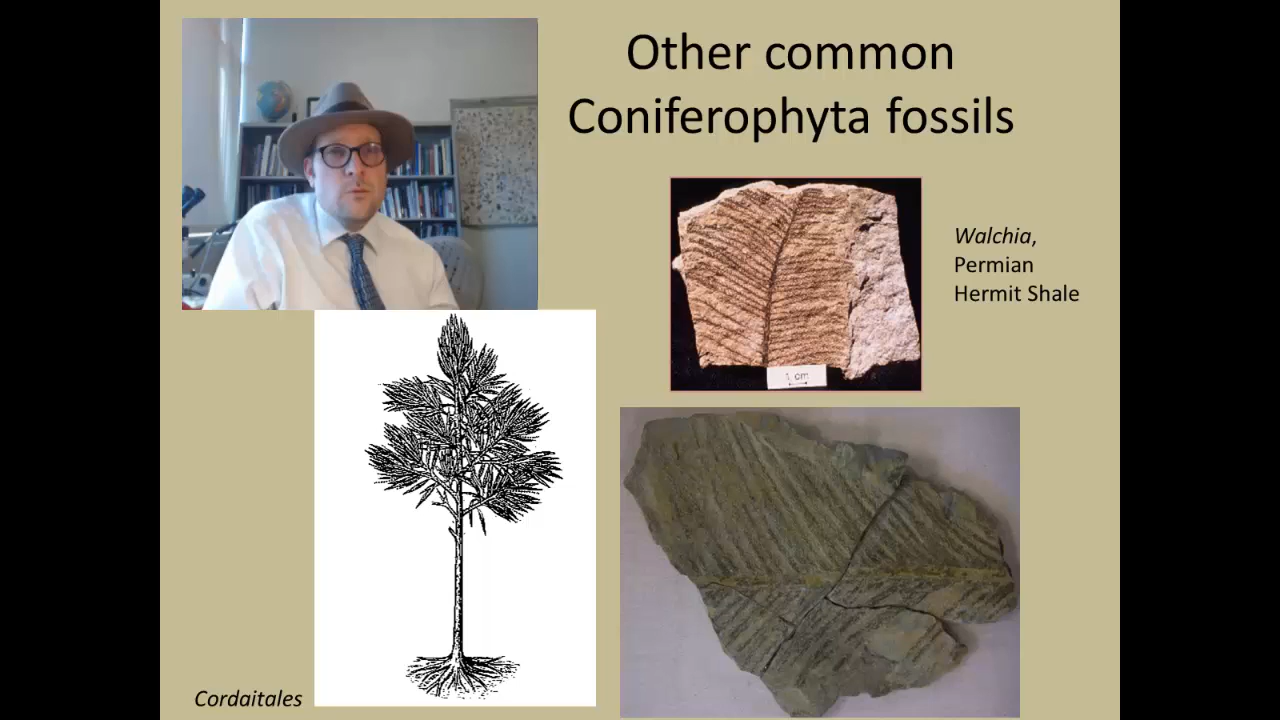 Other common
Coniferophyta fossils
Walchia,
Permian
Hermit Shale
1 cm
Cordaitales